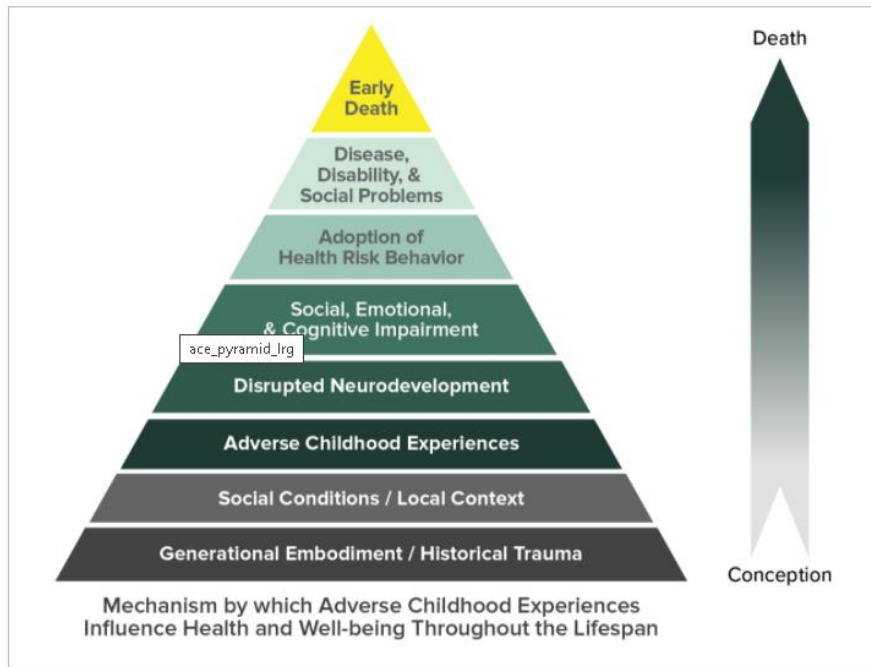 Death
Early
Death
Disease,
Disability, &
Social Problems
Adoption of
Health Risk Behavior
Social, Emotional,
& Cognitive Impairment
ace_pyramid_lrg
Disrupted Neurodevelopment
Adverse Childhood Experiences
Social Conditions / Local Context
Generational Embodiment / Historical Trauma
Conception
Mechanism by which Adverse Childhood Experiences
Influence Health and Well-being Throughout the Lifespan